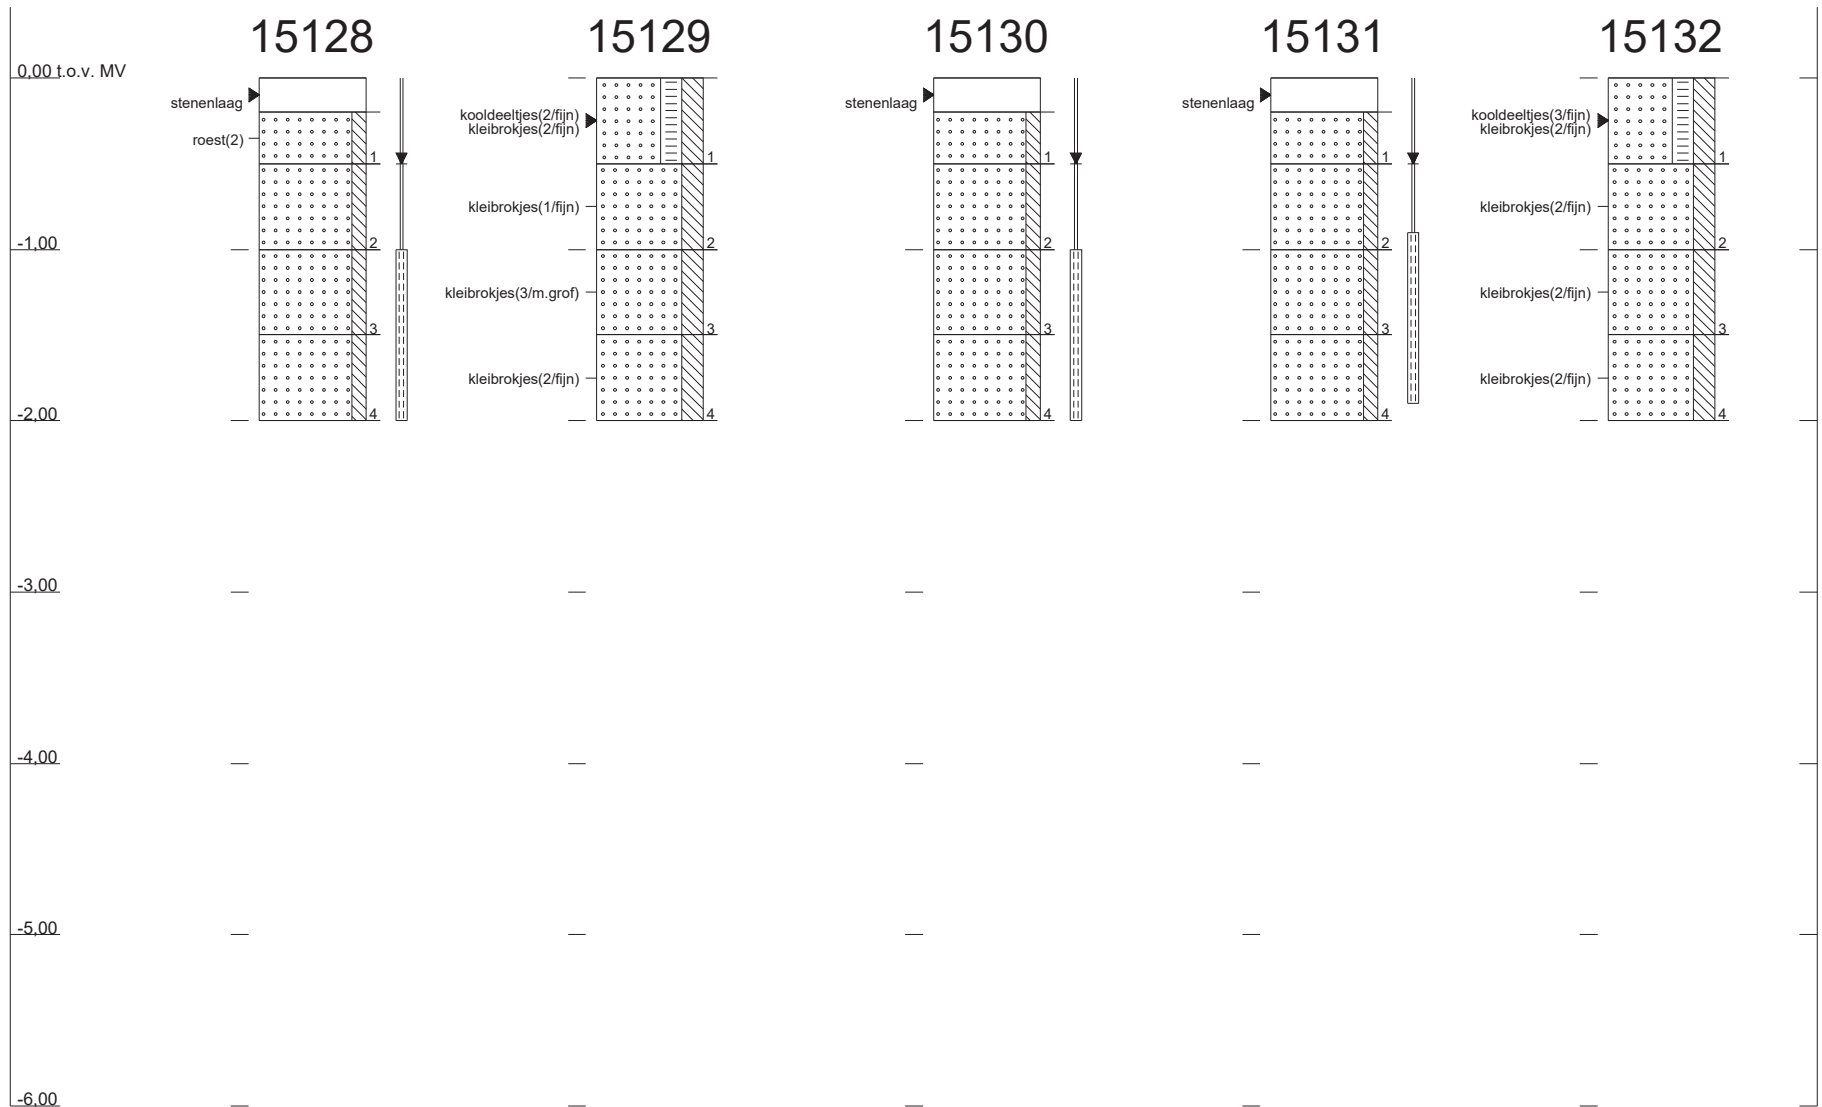 15128 15129 15130 15131 15132
0,00 t.o.v. MV
stenenlaag stenenlaag stenenlaag
kooldeeltjes(2/fijn) kooldeeltjes(3/fijn)
kleibrokjes(2/fijn) kleibrokjes(2/fijn)
roest(2)
1 1 1 1 1
kleibrokjes(1/fijn) kleibrokjes(2/fijn)
-1,00 2 2 2 2 2
kleibrokjes(3/m.grof) kleibrokjes(2/fijn)
3 3 3 3 3
kleibrokjes(2/fijn) kleibrokjes(2/fijn)
-2,00 4 4 4 4 4
-3,00
-4,00
-5,00
-6,00